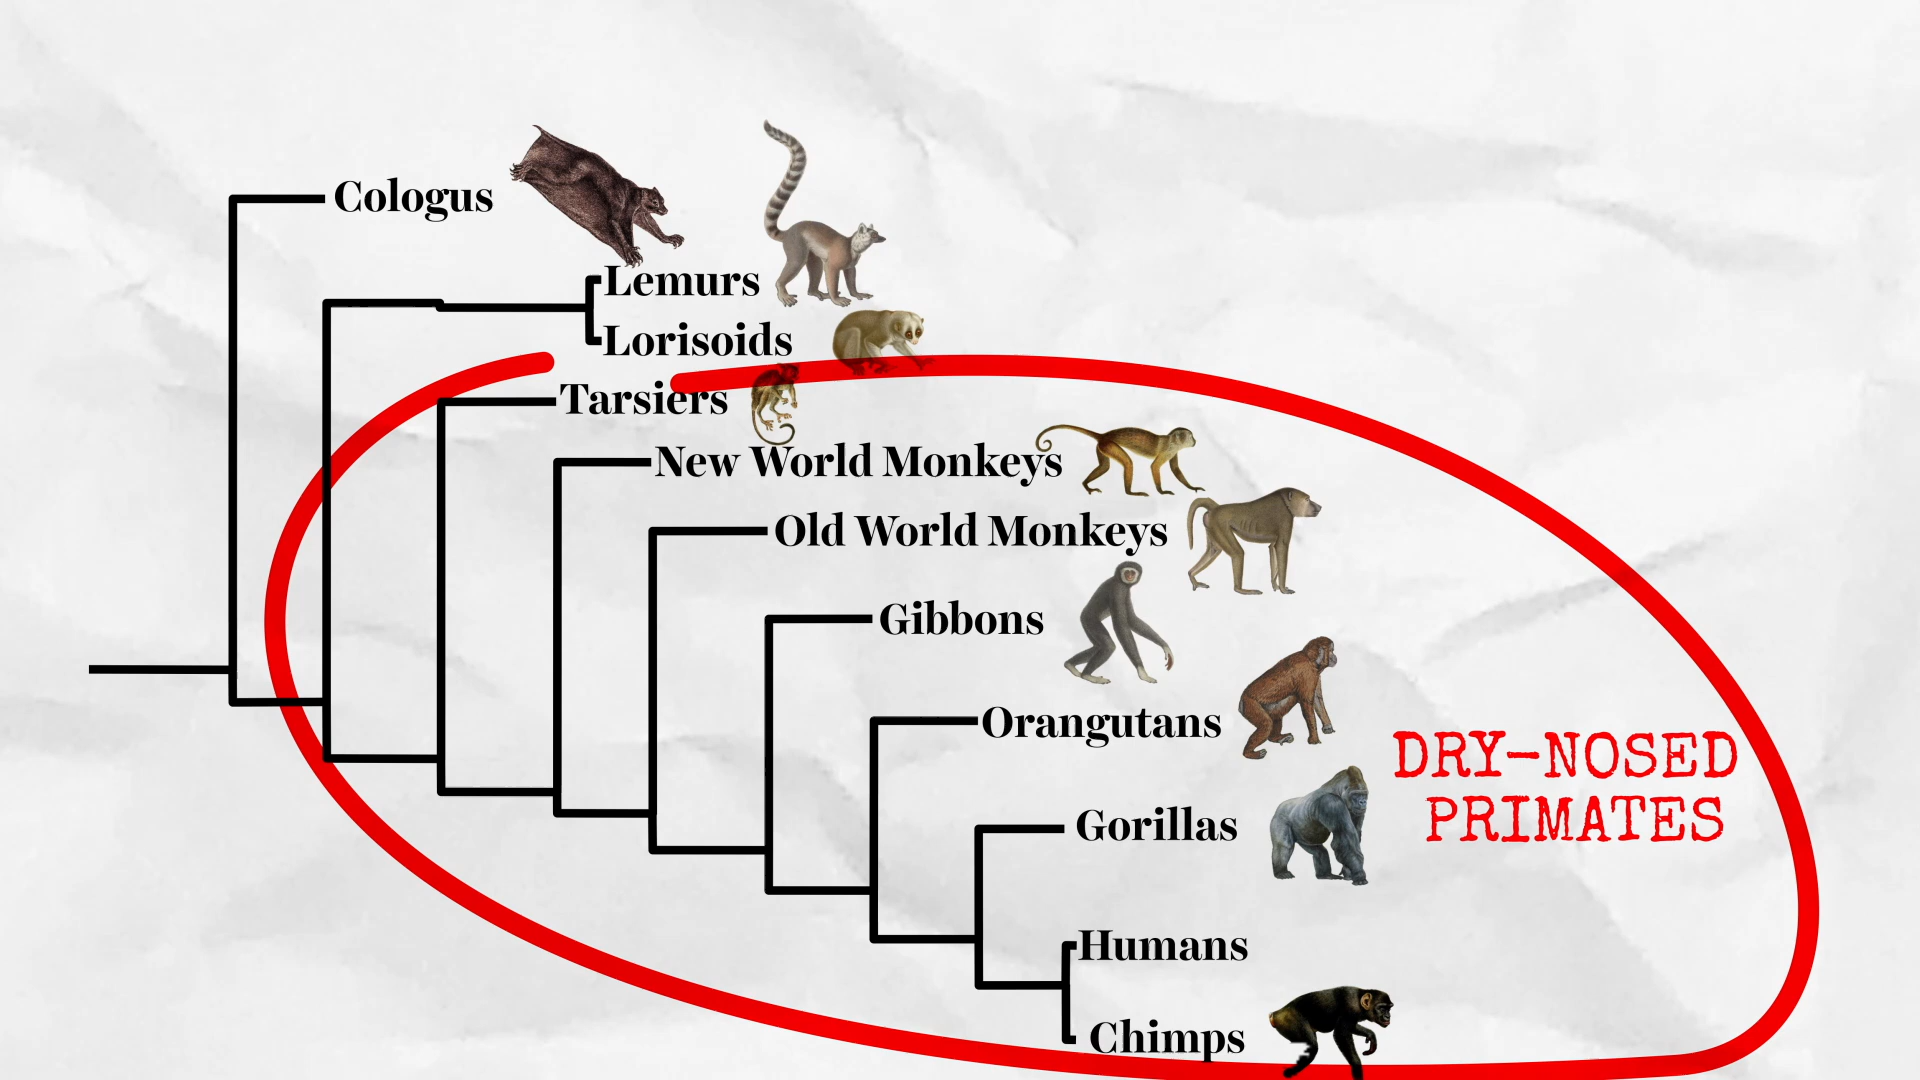 Cologus
Lemurs
Lorisoids
Tarsiers
New World Monkeys
Old World Monkeys
Gibbons
Orangutans
DRY-NOSED
PRIMATES
Gorillas
Humans
Chimps